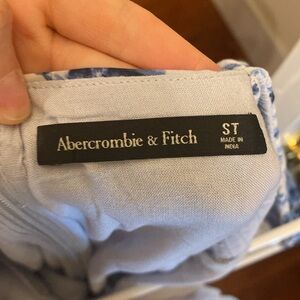 Abercrombie & Fitch
ST
MADE IN
INDIA